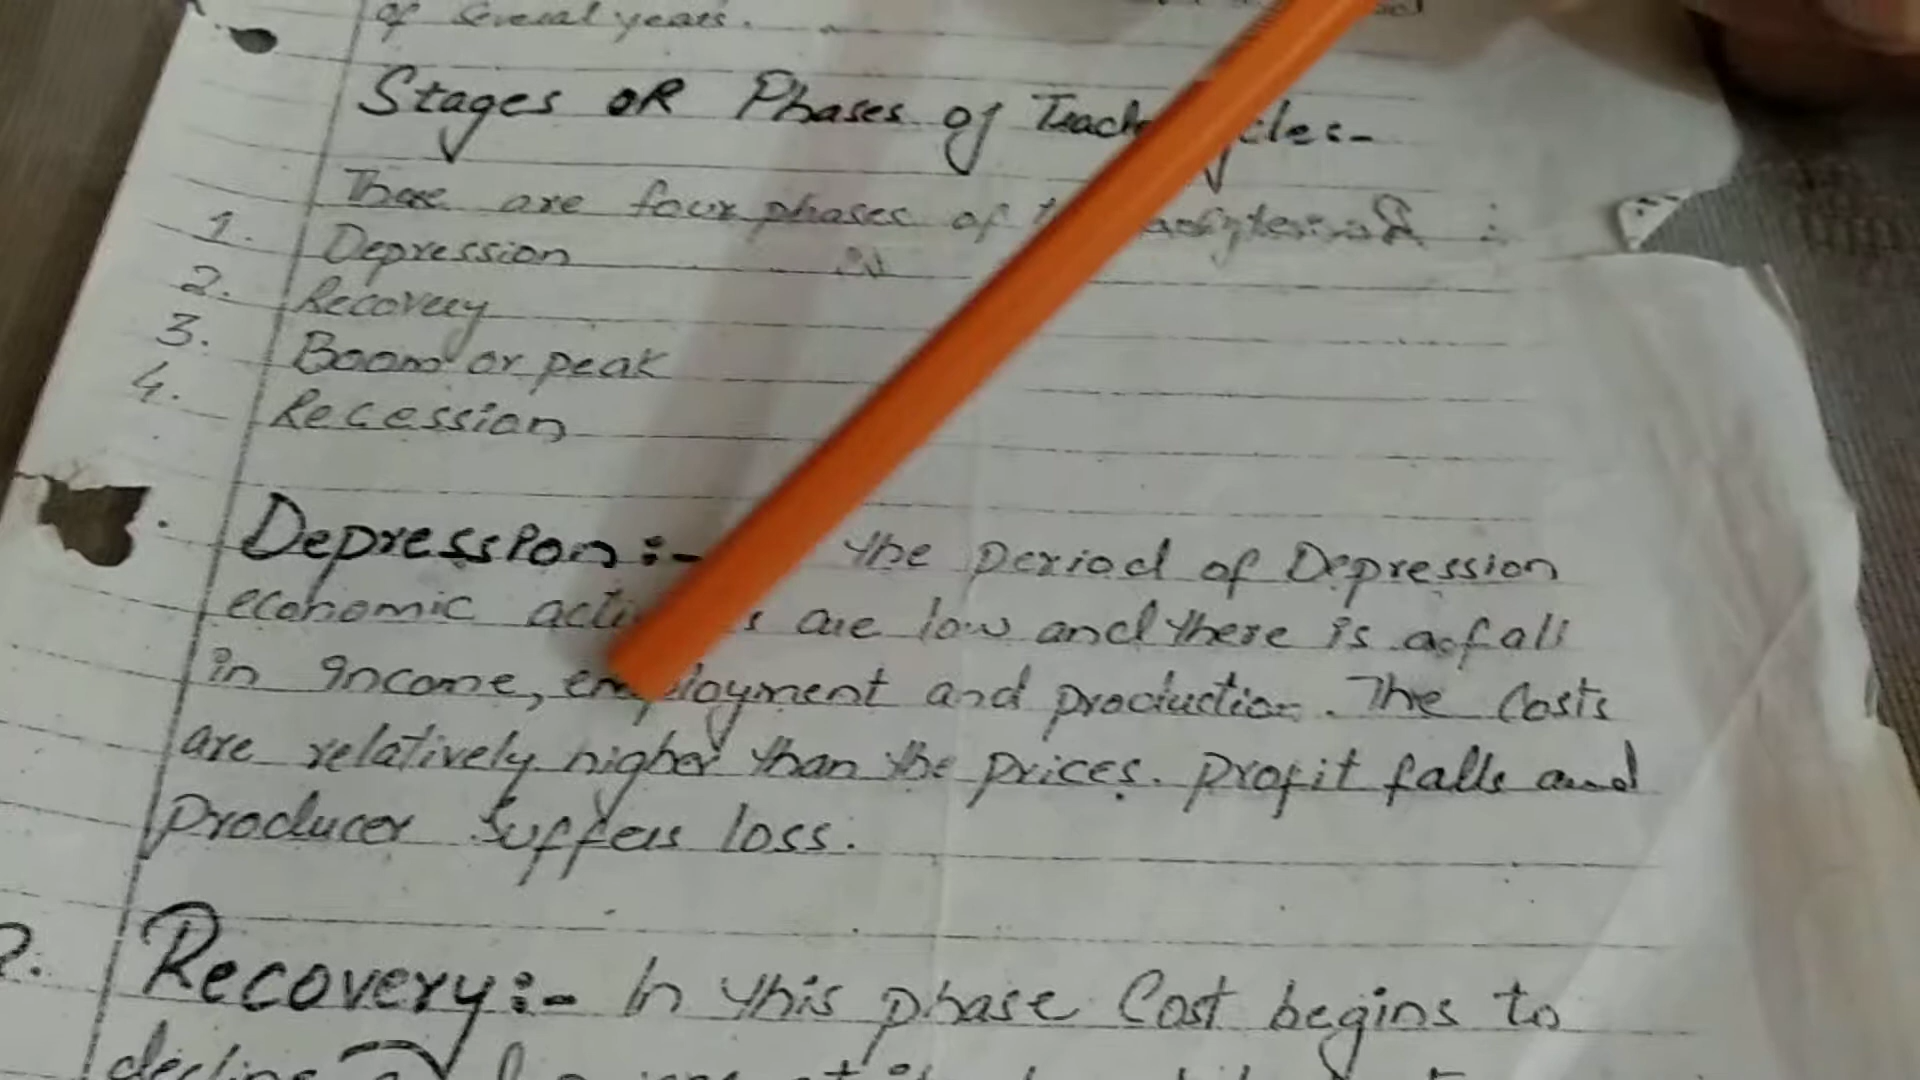 of several years.
Stages OR Phases of
There are four phases of
1. Depression
2. Recovery
3. Boom or peak
4. Recession
Depression:- the period of Depression
economic are low and there is a fall
in income, employment and production. The Costs
are relatively higher than the prices. Profit falls and
Producer Suffers loss.
2. Recovery:- In this phase Cost begins to